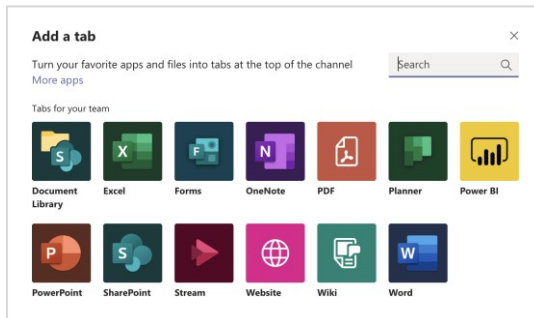 Add a tab
Turn your favorite apps and files into tabs at the top of the channel
Search
More apps
Tabs for your team
S
X
F
N
Document
Library
Excel
Forms
OneNote
PDF
Planner
Power BI
P
S
W
PowerPoint
SharePoint
Stream
Website
Wiki
Word